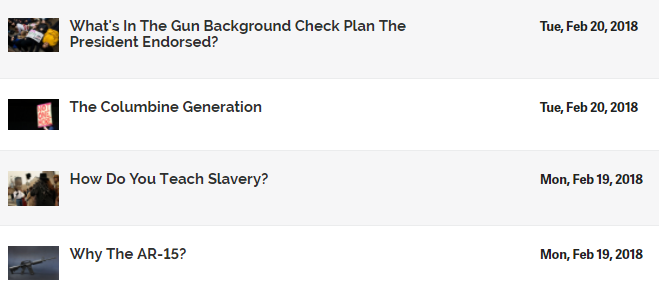 What's In The Gun Background Check Plan The
President Endorsed?
Tue, Feb 20, 2018
The Columbine Generation
Tue, Feb 20, 2018
How Do You Teach Slavery?
Mon, Feb 19, 2018
Why The AR-15?
Mon, Feb 19, 2018